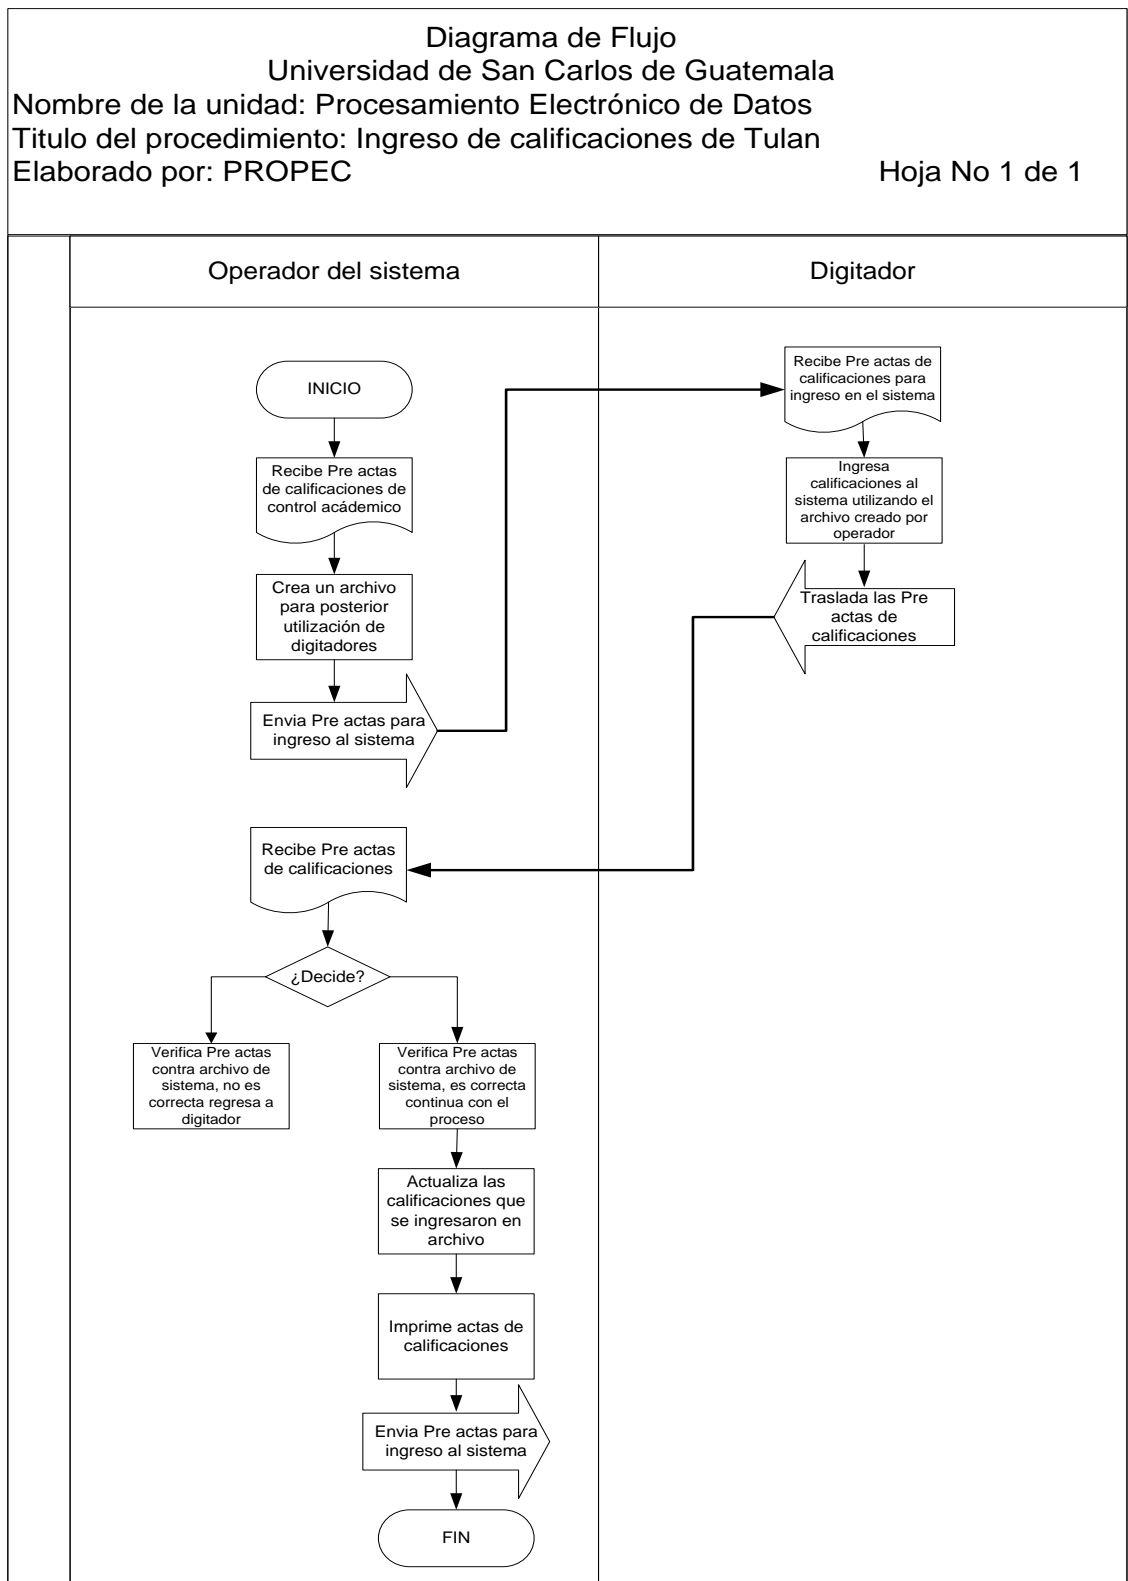 Diagrama de Flujo
Universidad de San Carlos de Guatemala
Nombre de la unidad: Procesamiento Electrónico de Datos
Titulo del procedimiento: Ingreso de calificaciones de Tulan
Elaborado por: PROPEC Hoja No 1 de 1
Operador del sistema
Digitador
INICIO
Recibe Pre actas
de calificaciones de
control acádemico
Crea un archivo
para posterior
utilización de
digitadores
Envia Pre actas para
ingreso al sistema
Recibe Pre actas de
calificaciones para
ingreso en el sistema
Ingresa
calificaciones al
sistema utilizando el
archivo creado por
operador
Traslada las Pre
actas de
calificaciones
Recibe Pre actas
de calificaciones
¿Decide?
Verifica Pre actas
contra archivo de
sistema, no es
correcta regresa a
digitador
Verifica Pre actas
contra archivo de
sistema, es correcta
continua con el
proceso
Actualiza las
calificaciones que
se ingresaron en
archivo
Imprime actas de
calificaciones
Envia Pre actas para
ingreso al sistema
FIN